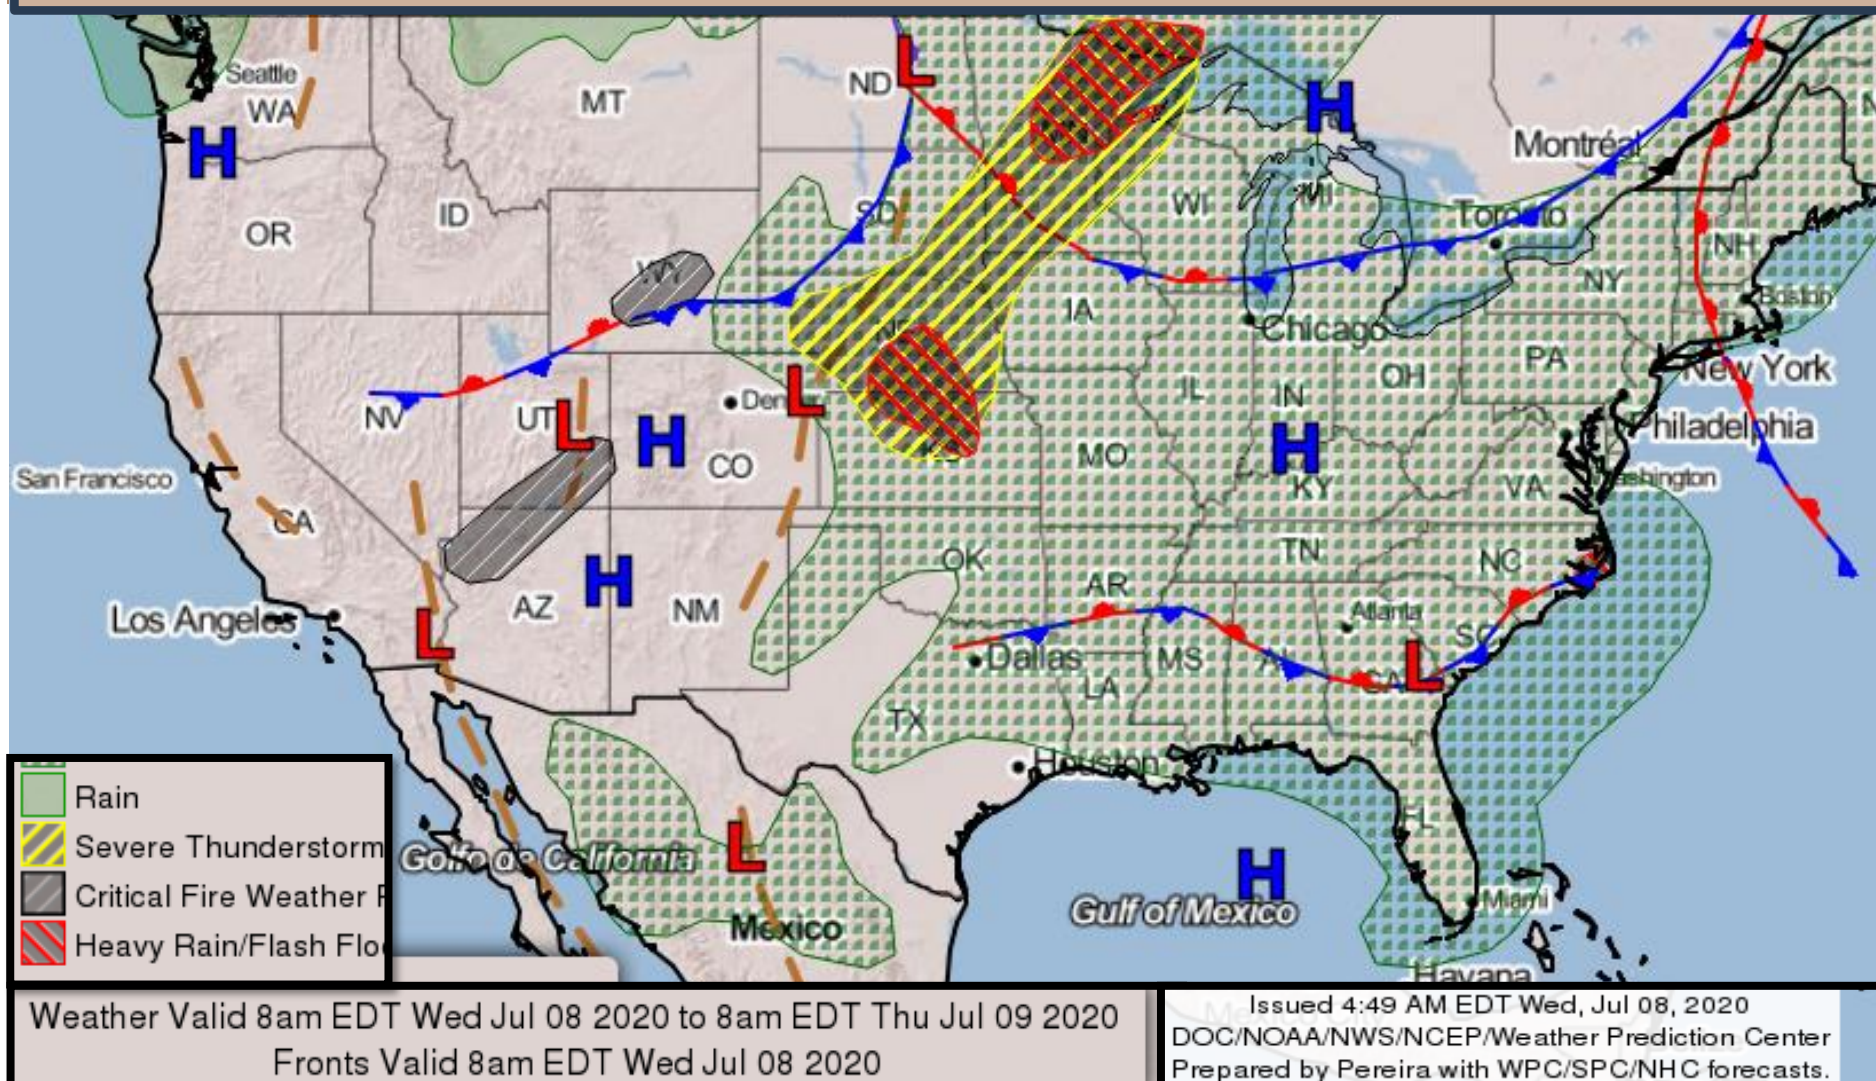 Seattle
WA
MT
ND
L
H
H
Montréal
OR
ID
WY
SD
WI
MI
Toronto
NH
NY
Boston
IA
Chicago
PA
New York
NV
UT
L
H
Denver
L
CO
IL
IN
OH
H
MO
KY
VA
Philadelphia
Washington
San Francisco
CA
OK
TN
NC
AR
H
AZ
NM
Los Angeles
L
Atlanta
SC
Dallas
MS
AL
GA
L
LA
TX
Houston
FL
L
Golfo de California
H
Gulf of Mexico
Miami
México
Havana
Rain
Severe Thunderstorm
Critical Fire Weather
Heavy Rain/Flash Flo
Weather Valid 8am EDT Wed Jul 08 2020 to 8am EDT Thu Jul 09 2020
Fronts Valid 8am EDT Wed Jul 08 2020
Issued 4:49 AM EDT Wed, Jul 08, 2020
DOC/NOAA/NWS/NCEP/Weather Prediction Center
Prepared by Pereira with WPC/SPC/NHC forecasts.